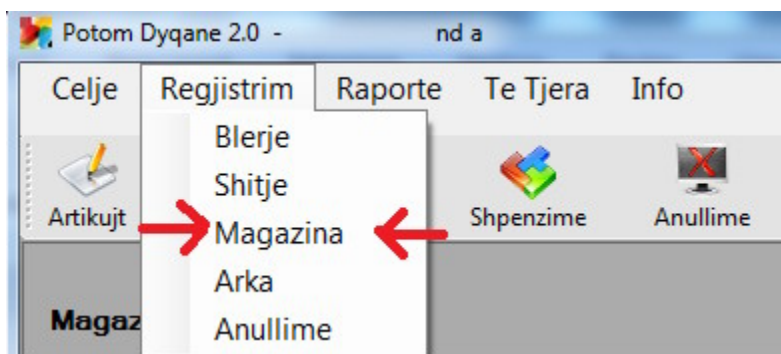 Potom Dyqane 2.0 - nd a
Celje Regjistrim Raporte Te Tjera Info
Blerje
Shitje
Magazina
Arka
Anullime
Artikujt Shpenzime Anullime
Magaz